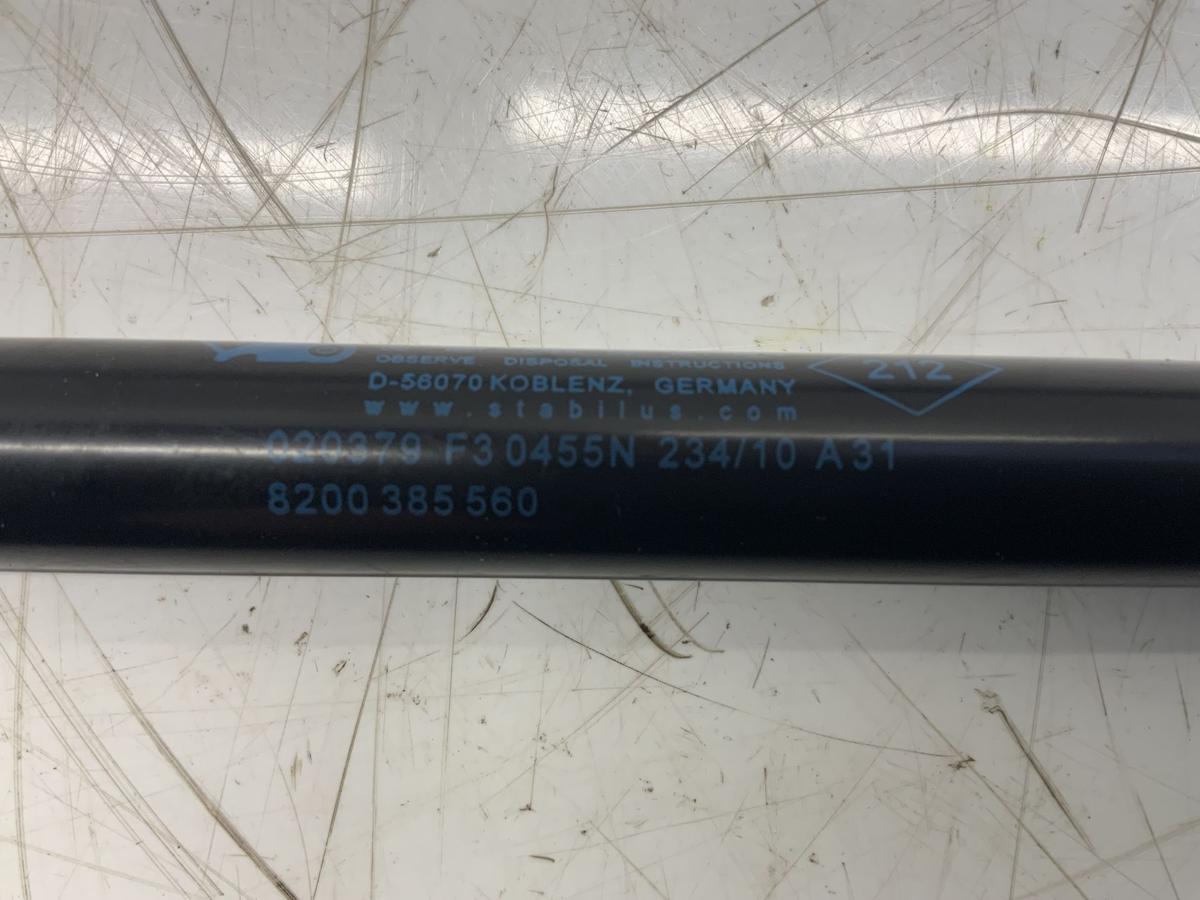 OBSERVE DISPOSAL INSTRUCTIONS
212
D-56070 KOBLENZ, GERMANY
www.stabilus.com
020379 F3 0455N 234/10 A31
8200 385 560